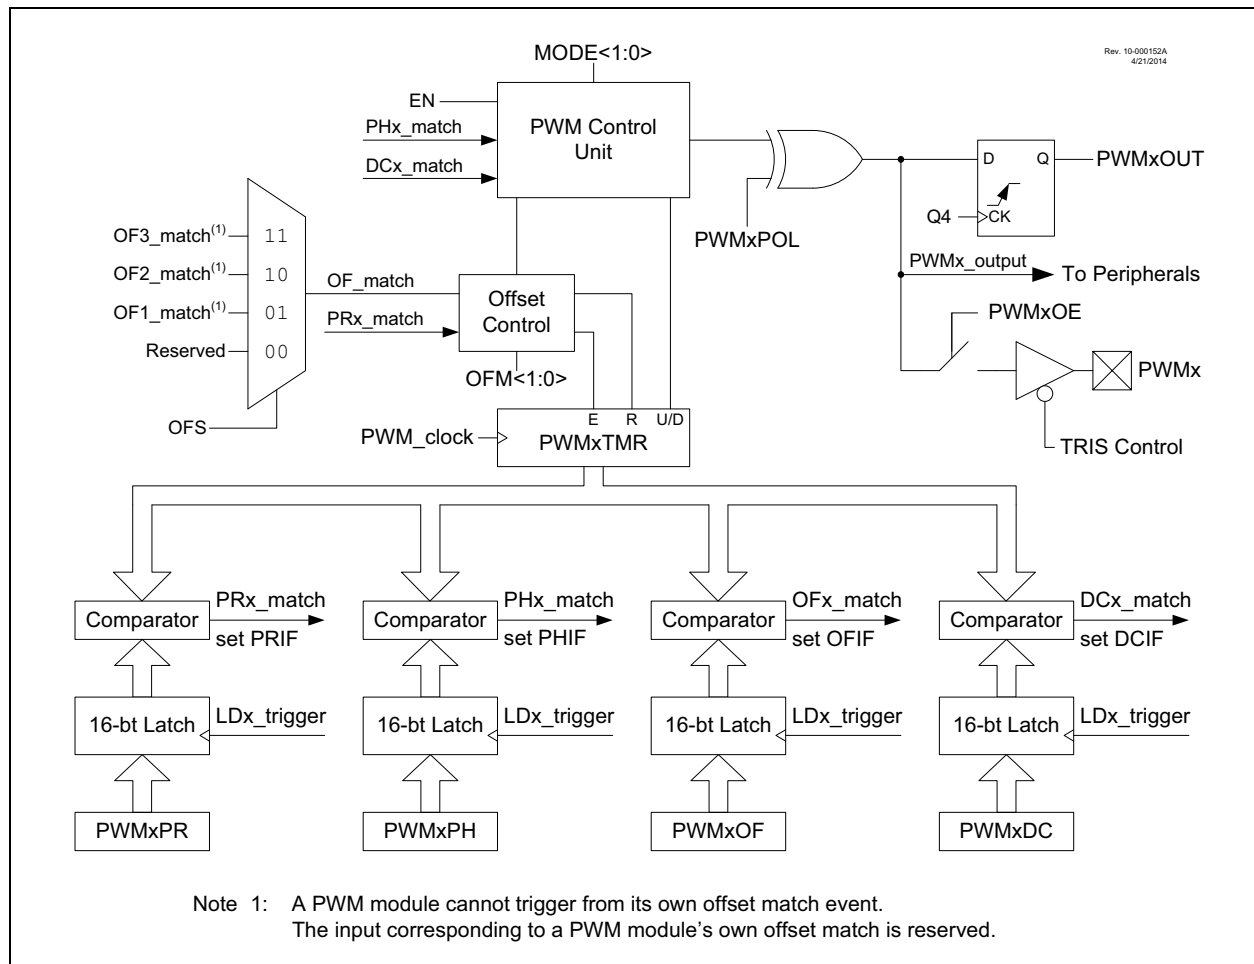 MODE<1:0>
Rev. 10-000152A
4/21/2014
EN
PHx_match
DCx_match
PWM Control
Unit
PWMxPOL
D Q
CK
Q4
PWMxOUT
PWMx_output
To Peripherals
PWMxOE
PWMx
TRIS Control
OF3_match(1) 11
OF2_match(1) 10
OF1_match(1) 01
Reserved 00
OFS
OF_match
PRx_match
Offset
Control
OFM<1:0>
E R U/D
PWM_clock
PWMxTMR
Comparator
PRx_match
set PRIF
Comparator
PHx_match
set PHIF
Comparator
OFx_match
set OFIF
Comparator
DCx_match
set DCIF
16-bt Latch
LDx_trigger
16-bt Latch
LDx_trigger
16-bt Latch
LDx_trigger
16-bt Latch
LDx_trigger
PWMxPR
PWMxPH
PWMxOF
PWMxDC
Note 1: A PWM module cannot trigger from its own offset match event.
The input corresponding to a PWM module’s own offset match is reserved.